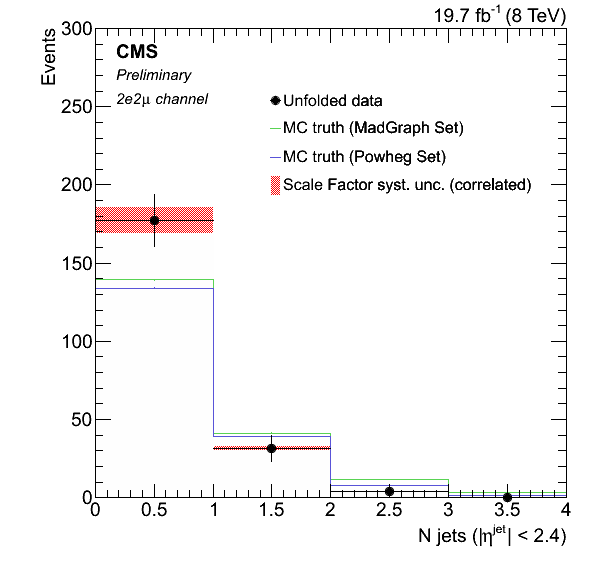 19.7 fb⁻¹ (8 TeV)
Events
300
250
200
150
100
50
0
CMS
Preliminary
2e2μ channel
Unfolded data
MC truth (MadGraph Set)
MC truth (Powheg Set)
Scale Factor syst. unc. (correlated)
0 0.5 1 1.5 2 2.5 3 3.5 4
N jets (|η^jet| < 2.4)